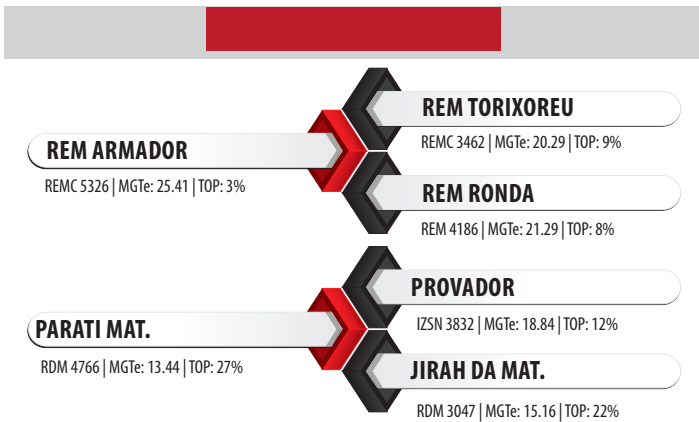 REM TORIXOREU
REMC 3462 | MGTe: 20.29 | TOP: 9%
REM ARMADOR
REMC 5326 | MGTe: 25.41 | TOP: 3%
REM RONDA
REM 4186 | MGTe: 21.29 | TOP: 8%
PROVADOR
IZSN 3832 | MGTe: 18.84 | TOP: 12%
PARATI MAT.
RDM 4766 | MGTe: 13.44 | TOP: 27%
JIRAH DA MAT.
RDM 3047 | MGTe: 15.16 | TOP: 22%